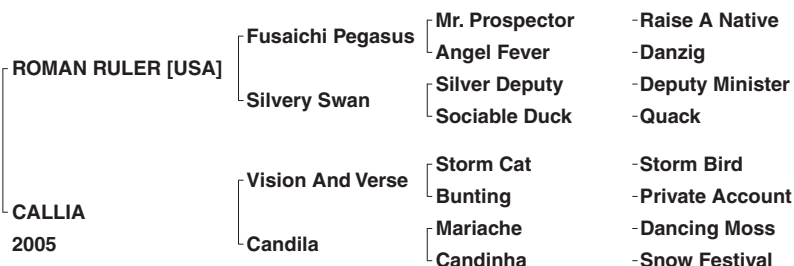 Mr. Prospector -Raise A Native
Fusaichi Pegasus
Angel Fever -Danzig
ROMAN RULER [USA]
Silver Deputy -Deputy Minister
Silvery Swan
Sociable Duck -Quack
Storm Cat -Storm Bird
Vision And Verse
Bunting -Private Account
CALLIA
Mariache -Dancing Moss
2005 Candila
Candinha -Snow Festival